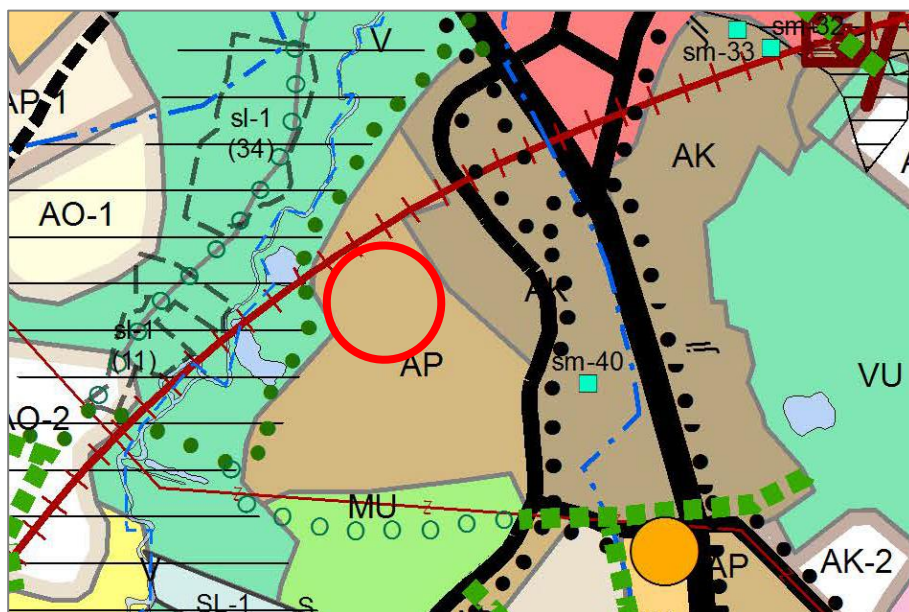 V
sm-32
sm-33
AP-1
sl-1
(34)
AK
AO-1
AK
sl-1
(11)
AP
sm-40
VU
AO-2
z
MU
z
V
AP
AK-2
SL-1
s